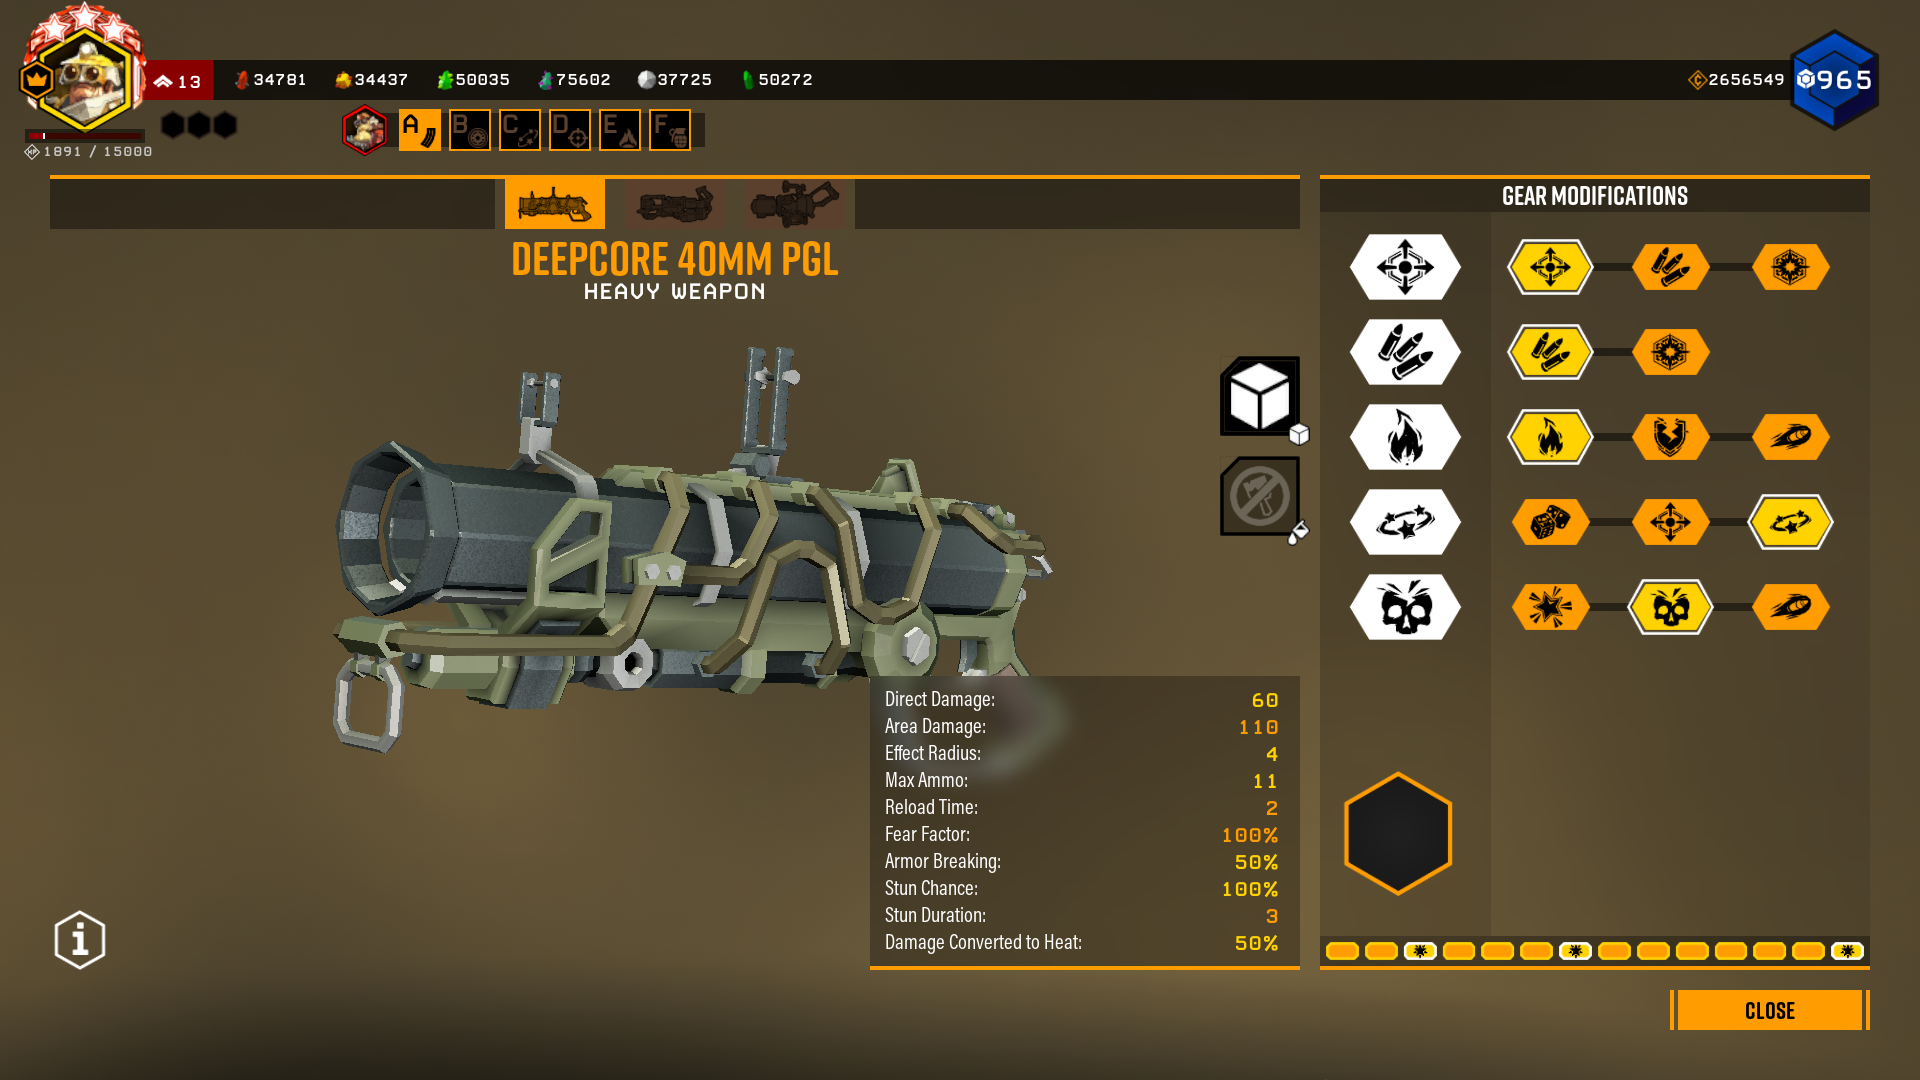 13
34781
34437
50035
75602
37725
50272
2656549
965
1891 / 15000
A
B
C
D
E
F
GEAR MODIFICATIONS
DEEPCORE 40MM PGL
HEAVY WEAPON
Direct Damage: 60
Area Damage: 110
Effect Radius: 4
Max Ammo: 11
Reload Time: 2
Fear Factor: 100%
Armor Breaking: 50%
Stun Chance: 100%
Stun Duration: 3
Damage Converted to Heat: 50%
CLOSE